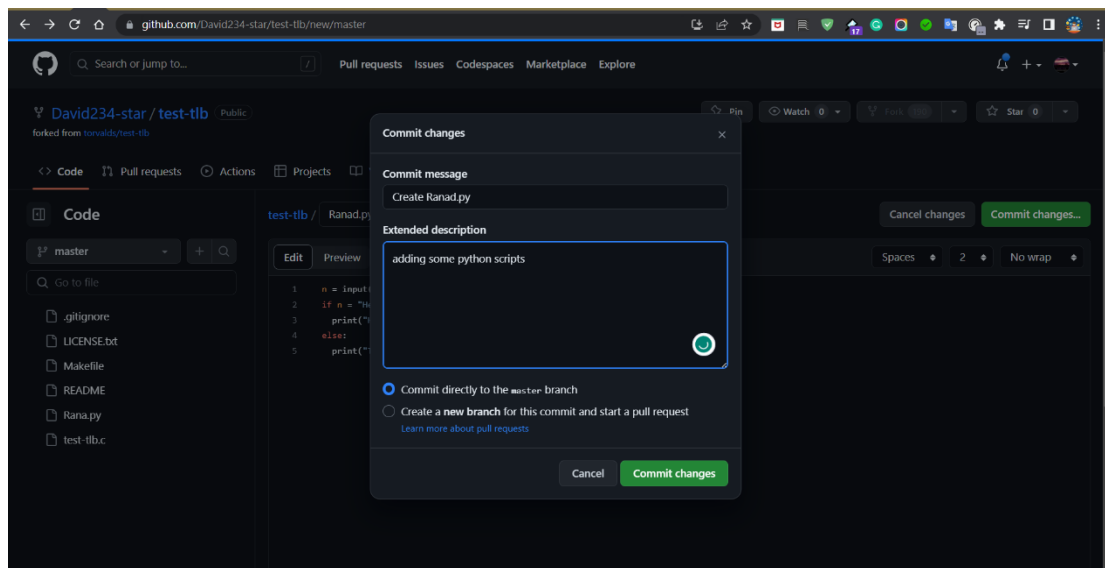 github.com/David234-star/test-tlb/new/master
17
Search or jump to... / Pull requests Issues Codespaces Marketplace Explore
David234-star / test-tlb Public
forked from torvalds/test-tlb
Pin Watch 0 Fork Star 0
<> Code Pull requests Actions Projects
Commit changes
Commit message
Create Ranad.py
Extended description
adding some python scripts
Commit directly to the master branch
Create a new branch for this commit and start a pull request
Learn more about pull requests
Cancel Commit changes
Code
master
Go to file
.gitignore
LICENSE.txt
Makefile
README
Rana.py
test-tlb.c
test-tlb / Ranad.py
Cancel changes Commit changes...
Edit Preview
Spaces 2 No wrap
1 n = input
2 if n = "H
3 print("
4 else:
5 print("